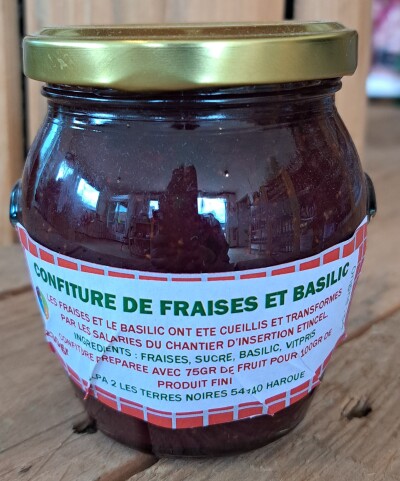 CONFITURE DE FRAISES ET BASILIC
LES FRAISES ET LE BASILIC ONT ETE CUEILLIS ET TRANSFORMES
PAR LES SALARIES DU CHANTIER D'INSERTION ETINCEL
INGREDIENTS : FRAISES, SUCRE, BASILIC, VITPRIS
CONFITURE PREPAREE AVEC 75GR DE FRUIT POUR 100GR DE
PRODUIT FINI
2 LES TERRES NOIRES 54740 HAROUE